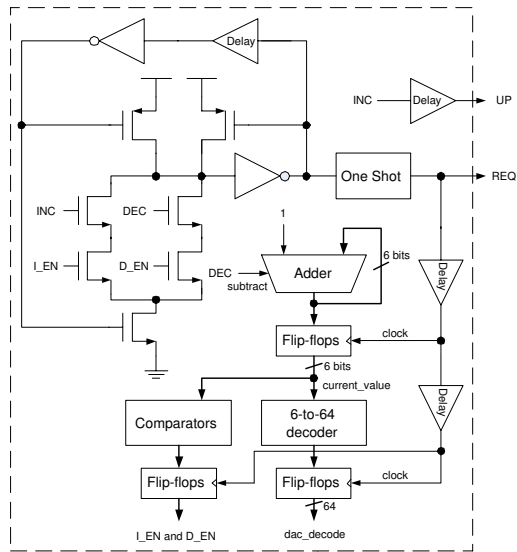 Delay
INC
Delay
UP
One Shot
REQ
INC
DEC
1
I_EN
D_EN
DEC
subtract
Adder
6 bits
Delay
Flip-flops
clock
6 bits
current_value
Comparators
6-to-64
decoder
Delay
Flip-flops
Flip-flops
clock
64
I_EN and D_EN
dac_decode